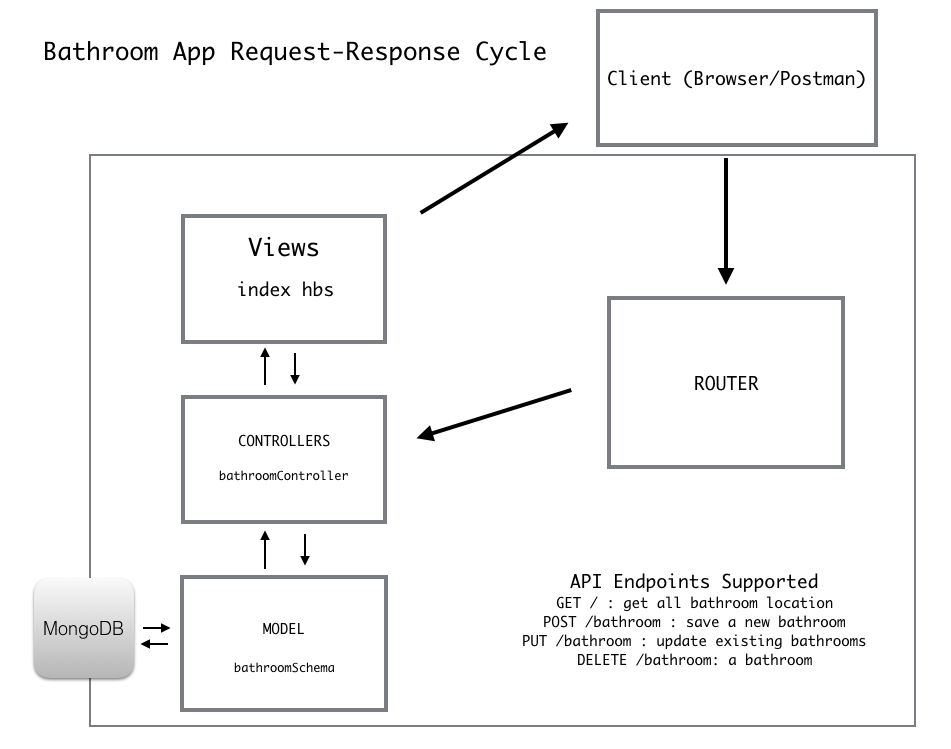 Bathroom App Request-Response Cycle
Client (Browser/Postman)
Views
index hbs
ROUTER
CONTROLLERS
bathroomController
MODEL
bathroomSchema
MongoDB
API Endpoints Supported
GET / : get all bathroom location
POST /bathroom : save a new bathroom
PUT /bathroom : update existing bathrooms
DELETE /bathroom: a bathroom